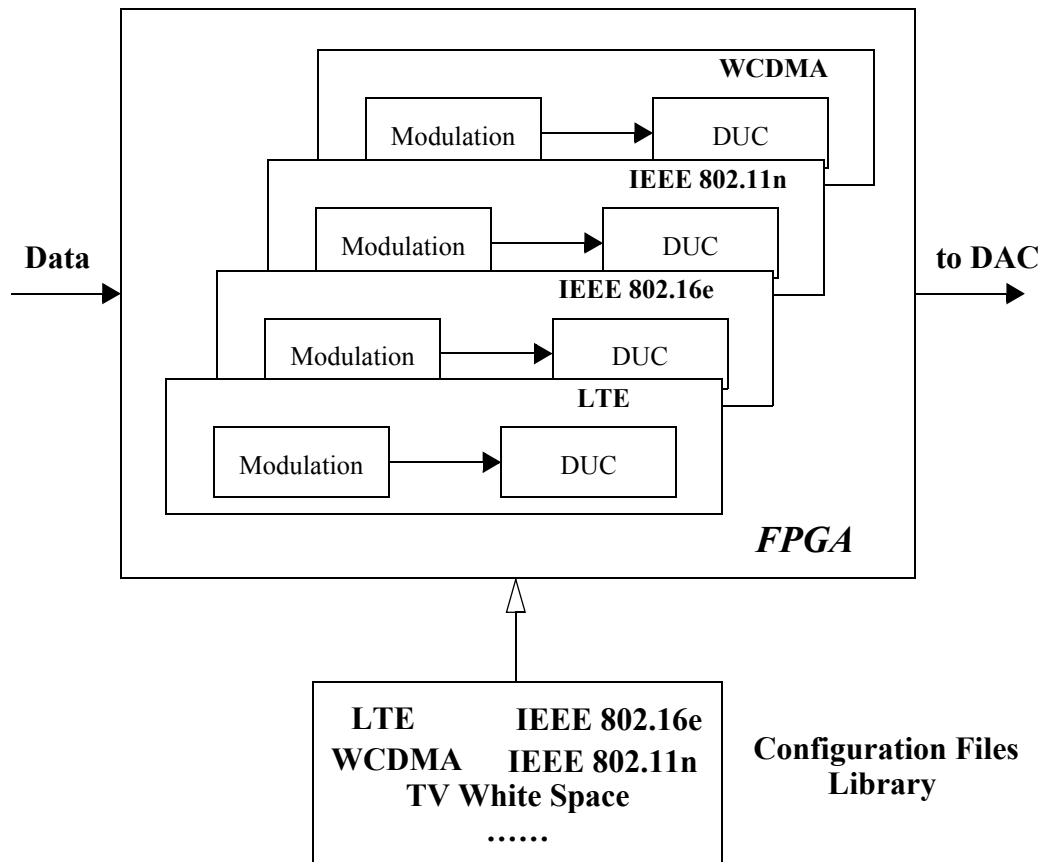 WCDMA
Modulation DUC
IEEE 802.11n
Modulation DUC
Data
to DAC
IEEE 802.16e
Modulation DUC
LTE
Modulation DUC
FPGA
LTE IEEE 802.16e
WCDMA IEEE 802.11n
TV White Space
......
Configuration Files
Library